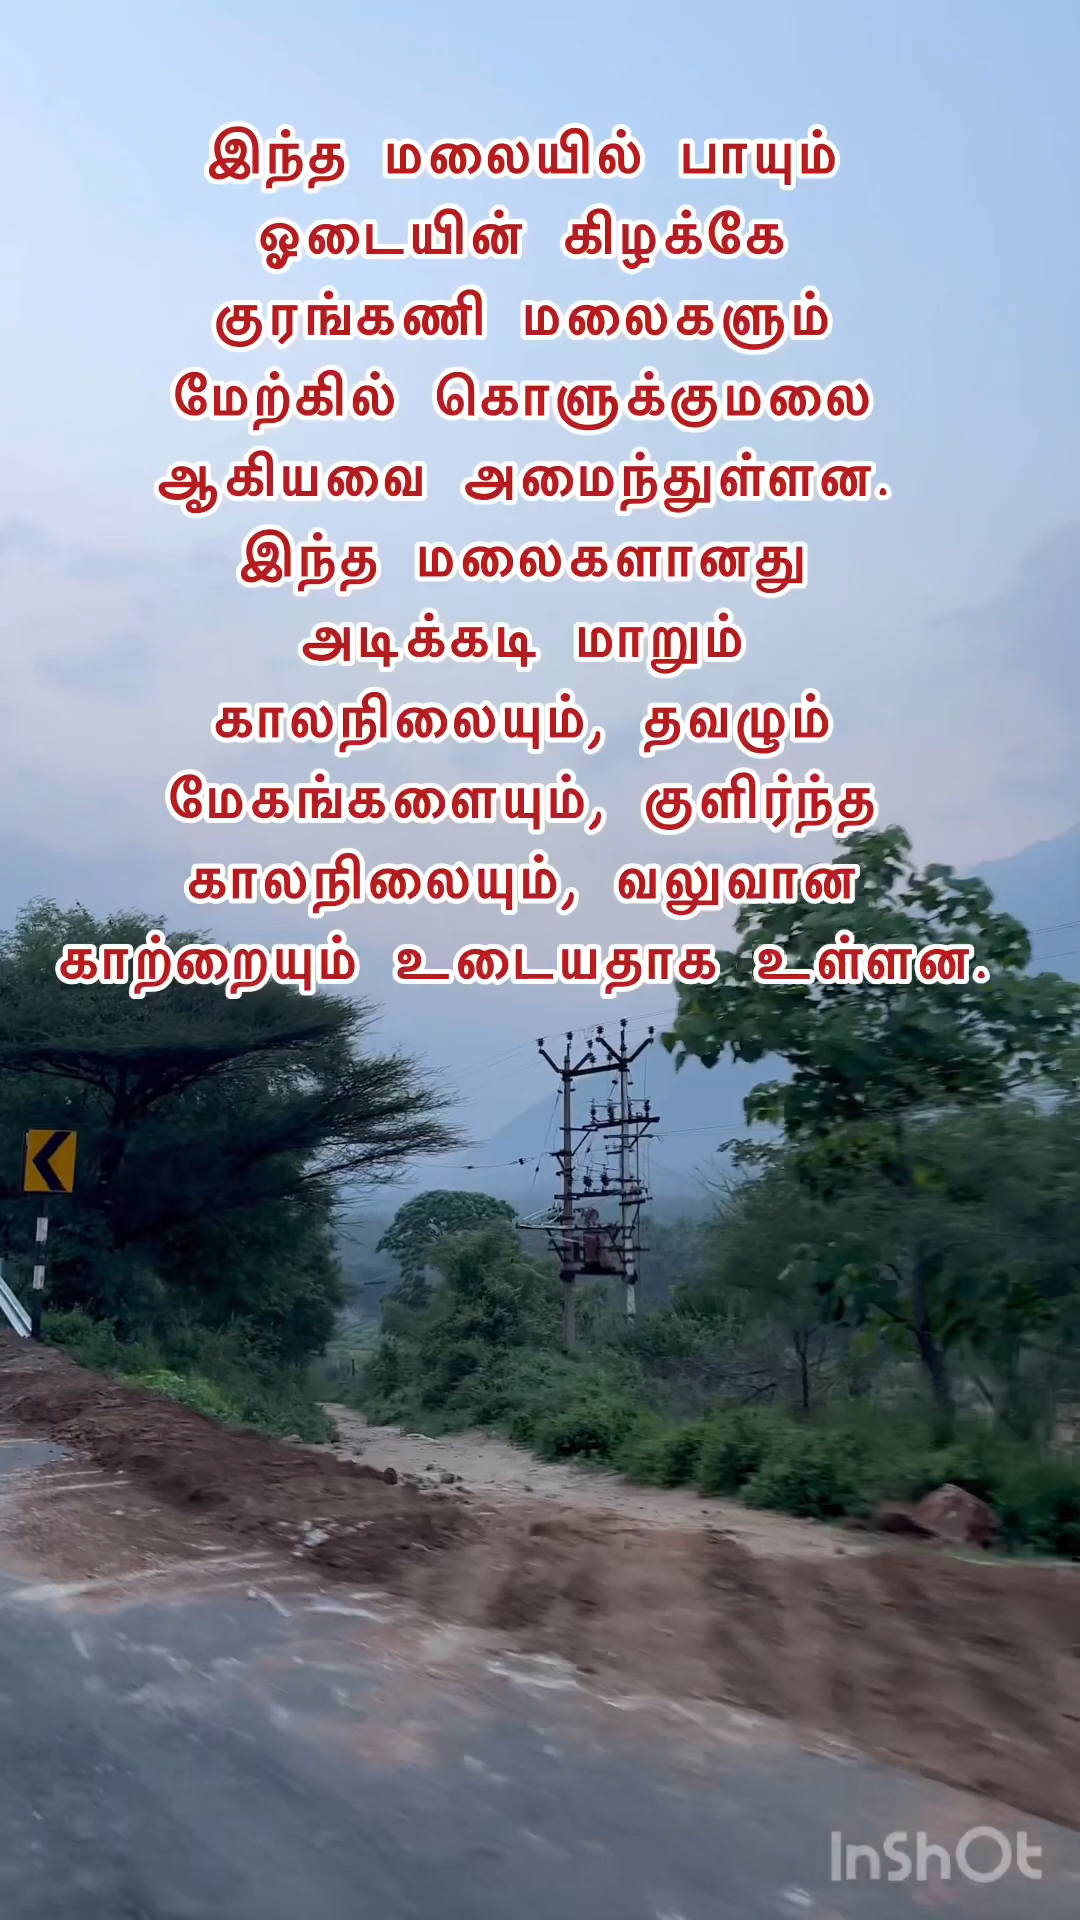 இந்த மலையில் பாயும்
ஓடையின் கிழக்கே
குரங்கணி மலைகளும்
மேற்கில் கொளுக்குமலை
ஆகியவை அமைந்துள்ளன.
இந்த மலைகளானது
அடிக்கடி மாறும்
காலநிலையும், தவழும்
மேகங்களையும், குளிர்ந்த
காலநிலையும், வலுவான
காற்றையும் உடையதாக உள்ளன.
InShOt